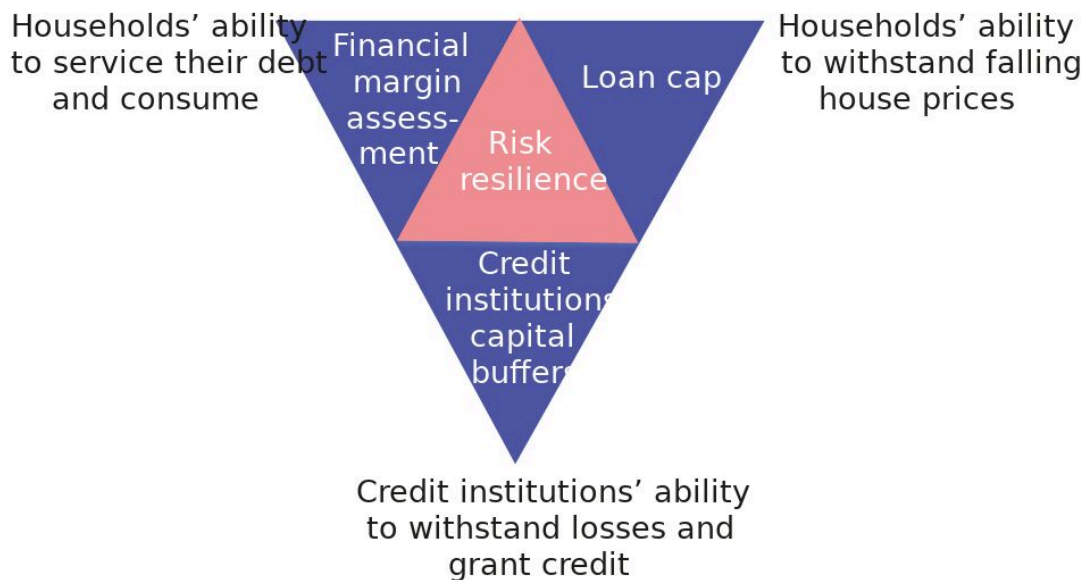 Households’ ability
to service their debt
and consume
Financial
margin
assess-
ment
Loan cap
Households’ ability
to withstand falling
house prices
Risk
resilience
Credit
institutions
capital
buffers
Credit institutions’ ability
to withstand losses and
grant credit